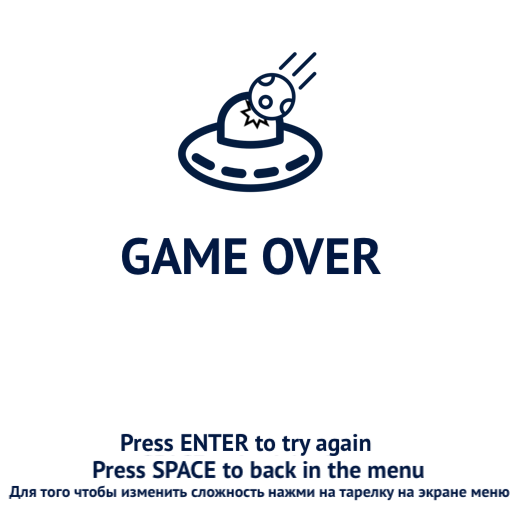 GAME OVER
Press ENTER to try again
Press SPACE to back in the menu
Для того чтобы изменить сложность нажми на тарелку на экране меню